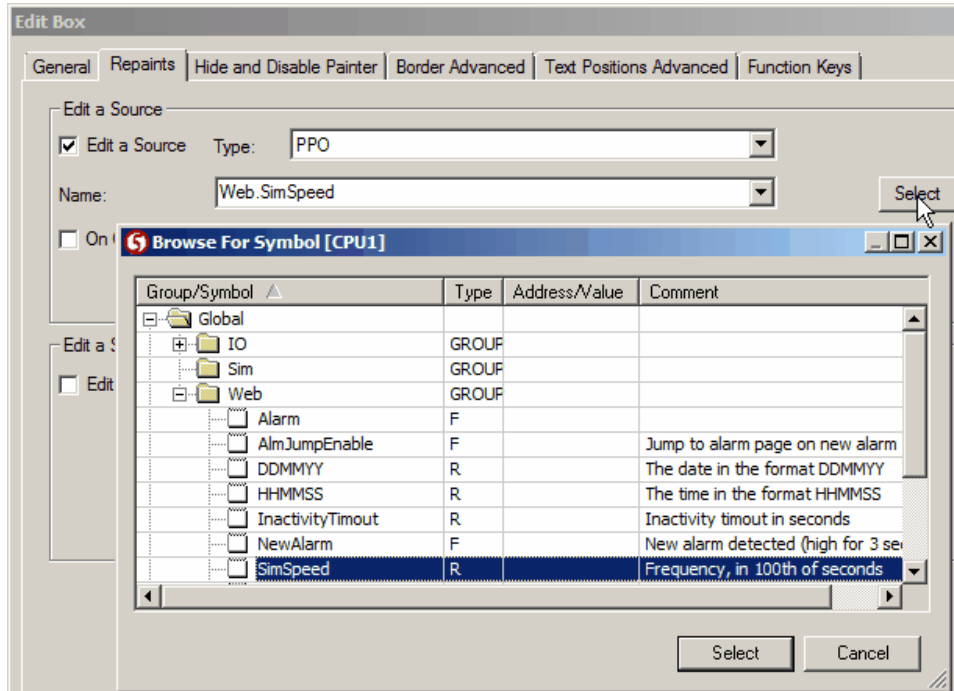 Edit Box
General Repaints Hide and Disable Painter Border Advanced Text Positions Advanced Function Keys
Edit a Source
Edit a Source Type: PPO
Name: Web.SimSpeed Select
On
Browse For Symbol [CPU1]
Group/Symbol Type Address/Value Comment
Global
Edit a S
IO GROUP
Sim GROUP
Edit
Web GROUP
Alarm F
AlmJumpEnable F Jump to alarm page on new alarm
DDMMYY R The date in the format DDMMYY
HHMMSS R The time in the format HHMMSS
InactivityTimout R Inactivity timout in seconds
NewAlarm F New alarm detected (high for 3 sec
SimSpeed R Frequency, in 100th of seconds
Select Cancel